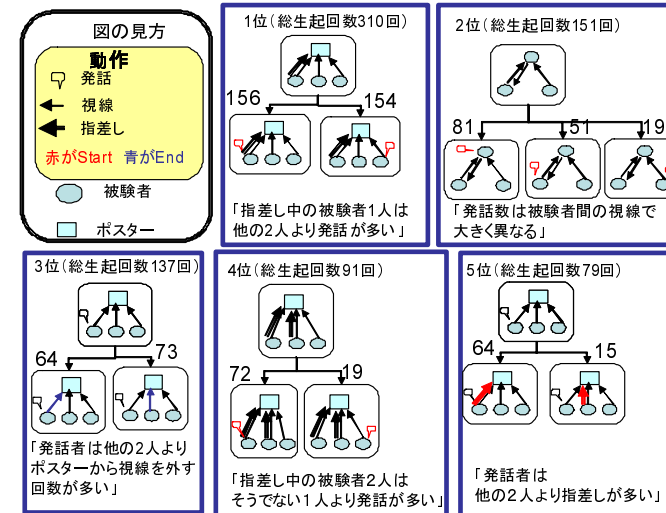 図の見方
動作
発話
視線
指差し
赤がStart 青がEnd
被験者
ポスター
1位(総生起回数310回)
156
154
「指差し中の被験者1人は
他の2人より発話が多い」
2位(総生起回数151回)
81
51
19
「発話数は被験者間の視線で
大きく異なる」
3位(総生起回数137回)
64
73
「発話者は他の2人より
ポスターから視線を外す
回数が多い」
4位(総生起回数91回)
72
19
「指差し中の被験者2人は
そうでない1人より発話が多い」
5位(総生起回数79回)
64
15
「発話者は
他の2人より指差しが多い」